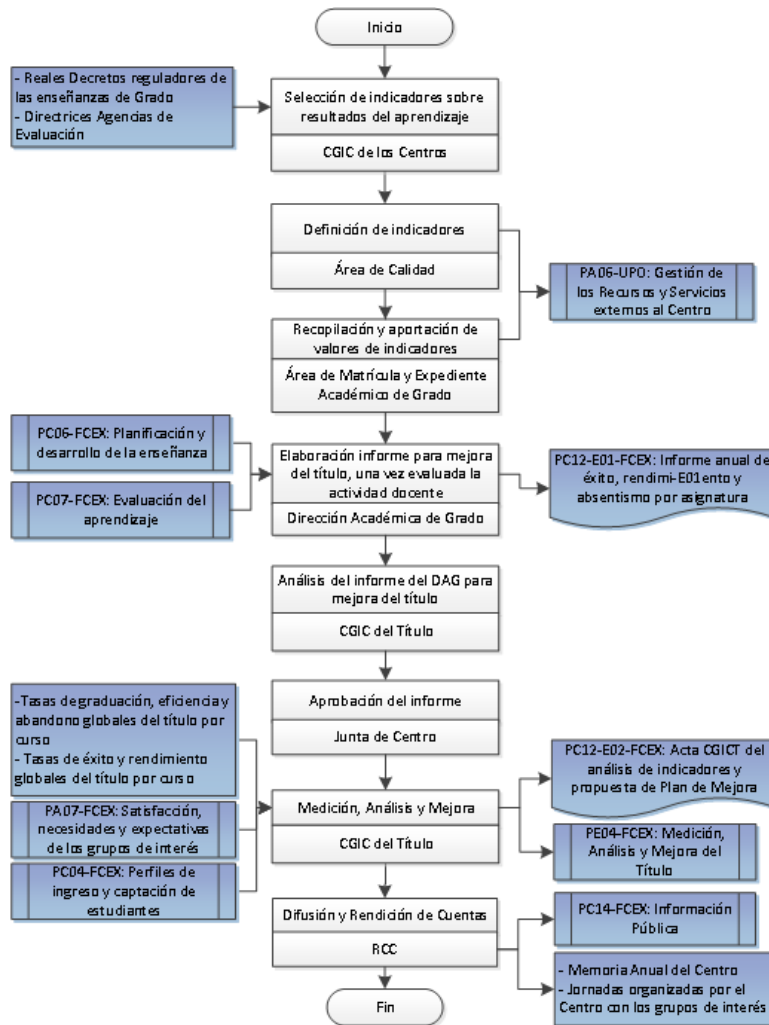 Inicio
- Reales Decretos reguladores de
las enseñanzas de Grado
- Directrices Agencias de
Evaluación
Selección de indicadores sobre
resultados del aprendizaje
CGIC de los Centros
Definición de indicadores
Área de Calidad
PA06-UPO: Gestión de
los Recursos y Servicios
externos al Centro
Recopilación y aportación de
valores de indicadores
Área de Matrícula y Expediente
Académico de Grado
PC06-FCEX: Planificación y
desarrollo de la enseñanza
PC07-FCEX: Evaluación del
aprendizaje
Elaboración informe para mejora
del título, una vez evaluada la
actividad docente
Dirección Académica de Grado
PC12-E01-FCEX: Informe anual de
éxito, rendimi-E01ento y
absentismo por asignatura
Análisis del informe del DAG para
mejora del título
CGIC del Título
Aprobación del informe
Junta de Centro
-Tasas de graduación, eficiencia y
abandono globales del título por
curso
- Tasas de éxito y rendimiento
globales del título por curso
PA07-FCEX: Satisfacción,
necesidades y expectativas
de los grupos de interés
PC04-FCEX: Perfiles de
ingreso y captación de
estudiantes
Medición, Análisis y Mejora
CGIC del Título
PC12-E02-FCEX: Acta CGICT del
análisis de indicadores y
propuesta de Plan de Mejora
PE04-FCEX: Medición,
Análisis y Mejora del
Título
Difusión y Rendición de Cuentas
RCC
PC14-FCEX: Información
Pública
- Memoria Anual del Centro
- Jornadas organizadas por el
Centro con los grupos de interés
Fin